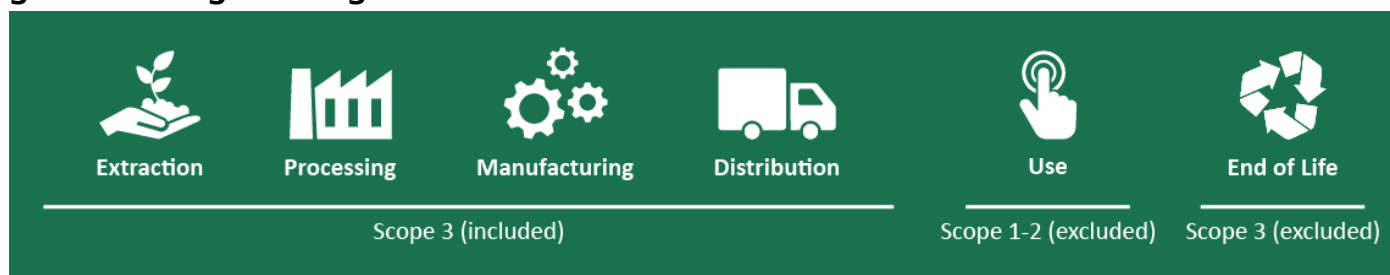 Extraction
Processing
Manufacturing
Distribution
Use
End of Life
Scope 3 (included)
Scope 1-2 (excluded)
Scope 3 (excluded)